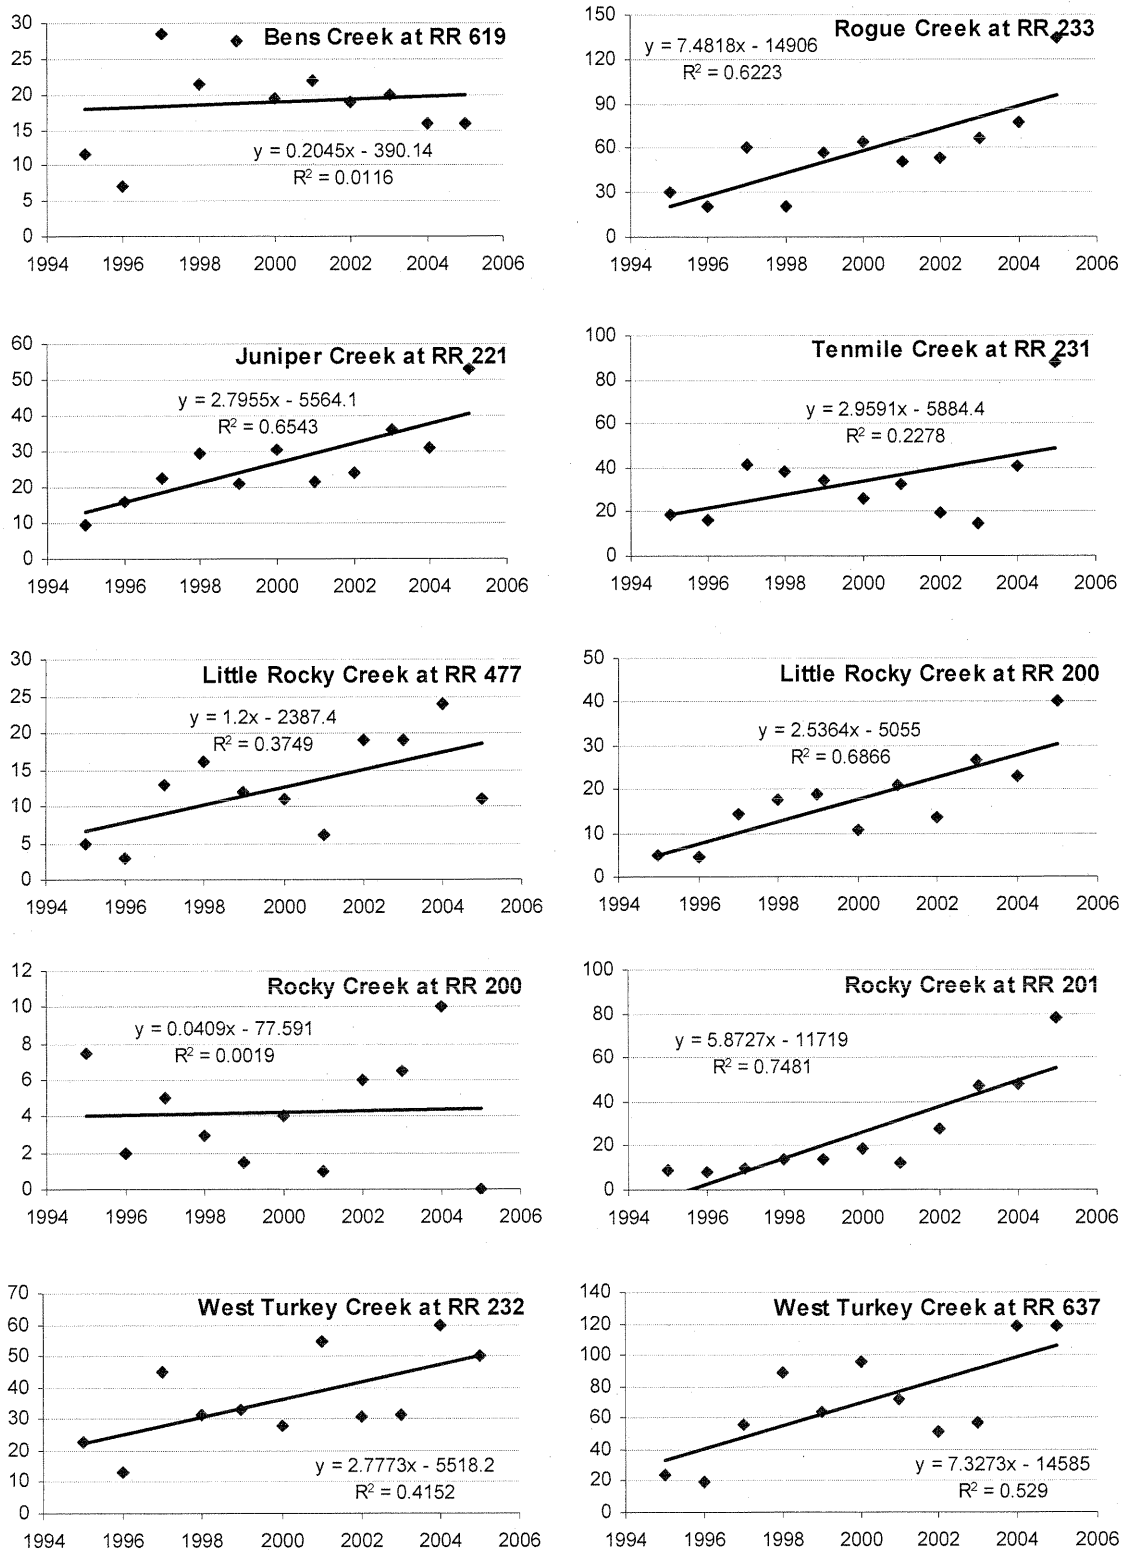 Bens Creek at RR 619
30
25
20
15
10
5
0
y = 0.2045x - 390.14
R² = 0.0116
1994 1996 1998 2000 2002 2004 2006
Rogue Creek at RR 233
150
120
90
60
30
0
y = 7.4818x - 14906
R² = 0.6223
1994 1996 1998 2000 2002 2004 2006
Juniper Creek at RR 221
60
50
40
30
20
10
0
y = 2.7955x - 5564.1
R² = 0.6543
1994 1996 1998 2000 2002 2004 2006
Tenmile Creek at RR 231
100
80
60
40
20
0
y = 2.9591x - 5884.4
R² = 0.2278
1994 1996 1998 2000 2002 2004 2006
Little Rocky Creek at RR 477
30
25
20
15
10
5
0
y = 1.2x - 2387.4
R² = 0.3749
1994 1996 1998 2000 2002 2004 2006
Little Rocky Creek at RR 200
50
40
30
20
10
0
y = 2.5364x - 5055
R² = 0.6866
1994 1996 1998 2000 2002 2004 2006
Rocky Creek at RR 200
12
10
8
6
4
2
0
y = 0.0409x - 77.591
R² = 0.0019
1994 1996 1998 2000 2002 2004 2006
Rocky Creek at RR 201
100
80
60
40
20
0
y = 5.8727x - 11719
R² = 0.7481
1994 1996 1998 2000 2002 2004 2006
West Turkey Creek at RR 232
70
60
50
40
30
20
10
0
y = 2.7773x - 5518.2
R² = 0.4152
1994 1996 1998 2000 2002 2004 2006
West Turkey Creek at RR 637
140
120
100
80
60
40
20
0
y = 7.3273x - 14585
R² = 0.529
1994 1996 1998 2000 2002 2004 2006